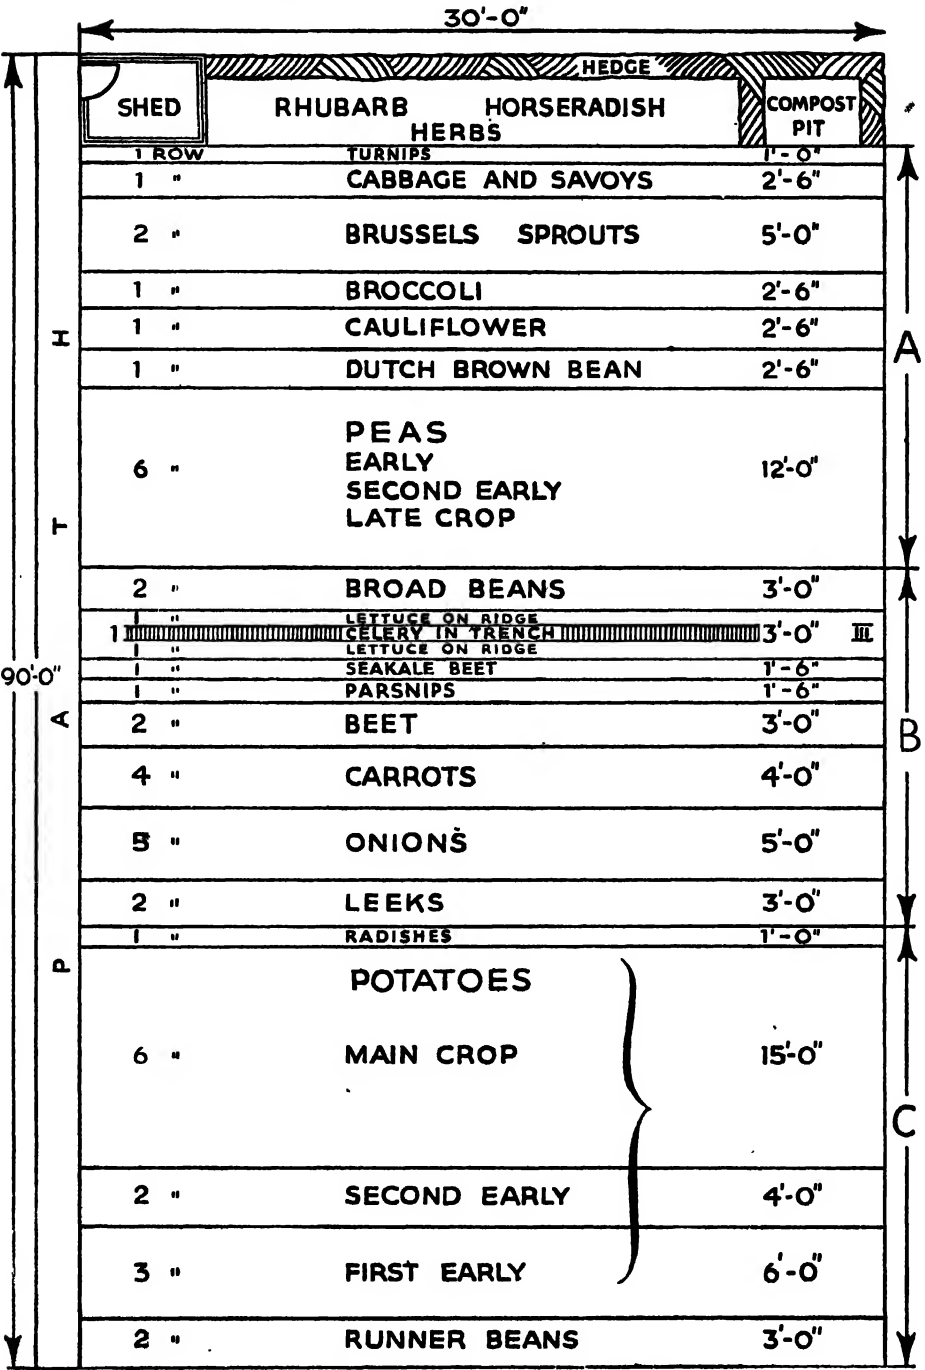 30'-0"
HEDGE
SHED RHUBARB HORSERADISH COMPOST
HERBS PIT
1 ROW TURNIPS 1'-0"
1 " CABBAGE AND SAVOYS 2'-6"
2 " BRUSSELS SPROUTS 5'-0"
1 " BROCCOLI 2'-6"
1 " CAULIFLOWER 2'-6"
A
1 " DUTCH BROWN BEAN 2'-6"
PEAS
EARLY
6 " 12'-0"
SECOND EARLY
LATE CROP
2 " BROAD BEANS 3'-0"
1 " LETTUCE ON RIDGE
1 CELERY IN TRENCH 3'-0" III
1 " LETTUCE ON RIDGE
1 " SEAKALE BEET 1'-6"
90'-0"
1 " PARSNIPS 1'-6"
2 " BEET 3'-0"
B
4 " CARROTS 4'-0"
5 " ONIONS 5'-0"
2 " LEEKS 3'-0"
1 " RADISHES 1'-0"
PATH
POTATOES
6 " MAIN CROP 15'-0"
C
2 " SECOND EARLY 4'-0"
3 " FIRST EARLY 6'-0"
2 " RUNNER BEANS 3'-0"